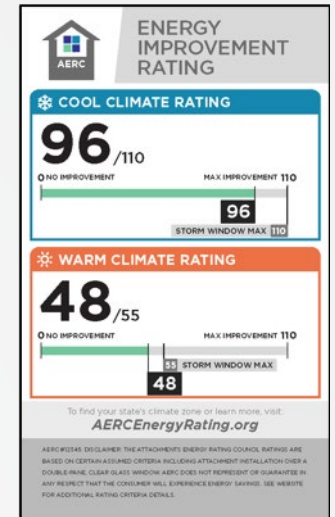 AERC
ENERGY
IMPROVEMENT
RATING
COOL CLIMATE RATING
96/110
0 NO IMPROVEMENT MAX IMPROVEMENT 110
96
STORM WINDOW MAX 110
WARM CLIMATE RATING
48/55
0 NO IMPROVEMENT MAX IMPROVEMENT 110
55 STORM WINDOW MAX
48
To find your state's climate zone or learn more, visit:
AERCEnergyRating.org
AERC#12345. DISCLAIMER: THE ATTACHMENTS ENERGY RATING COUNCIL RATINGS ARE
BASED ON CERTAIN ASSUMED CRITERIA INCLUDING ATTACHMENT INSTALLATION OVER A
DOUBLE-PANE, CLEAR GLASS WINDOW. AERC DOES NOT REPRESENT OR GUARANTEE IN
ANY RESPECT THAT THE CONSUMER WILL EXPERIENCE ENERGY SAVINGS. SEE WEBSITE
FOR ADDITIONAL RATING CRITERIA DETAILS.